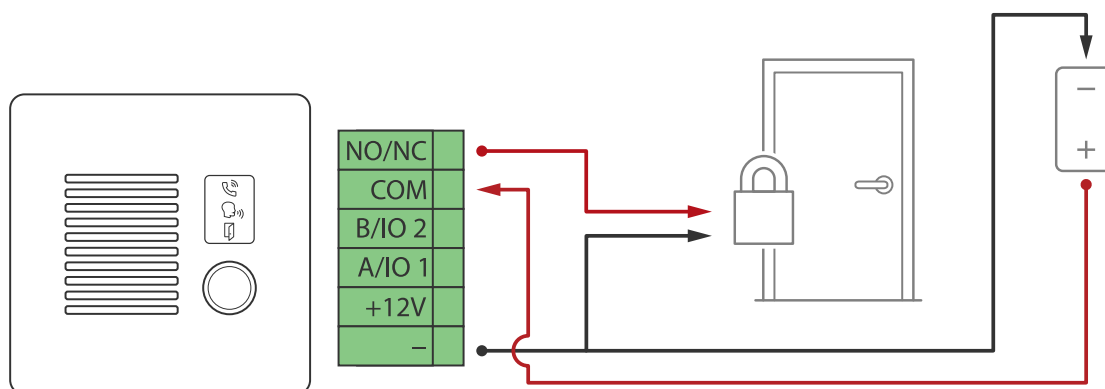 NO/NC
COM
B/IO 2
A/IO 1
+12V
–
–
+